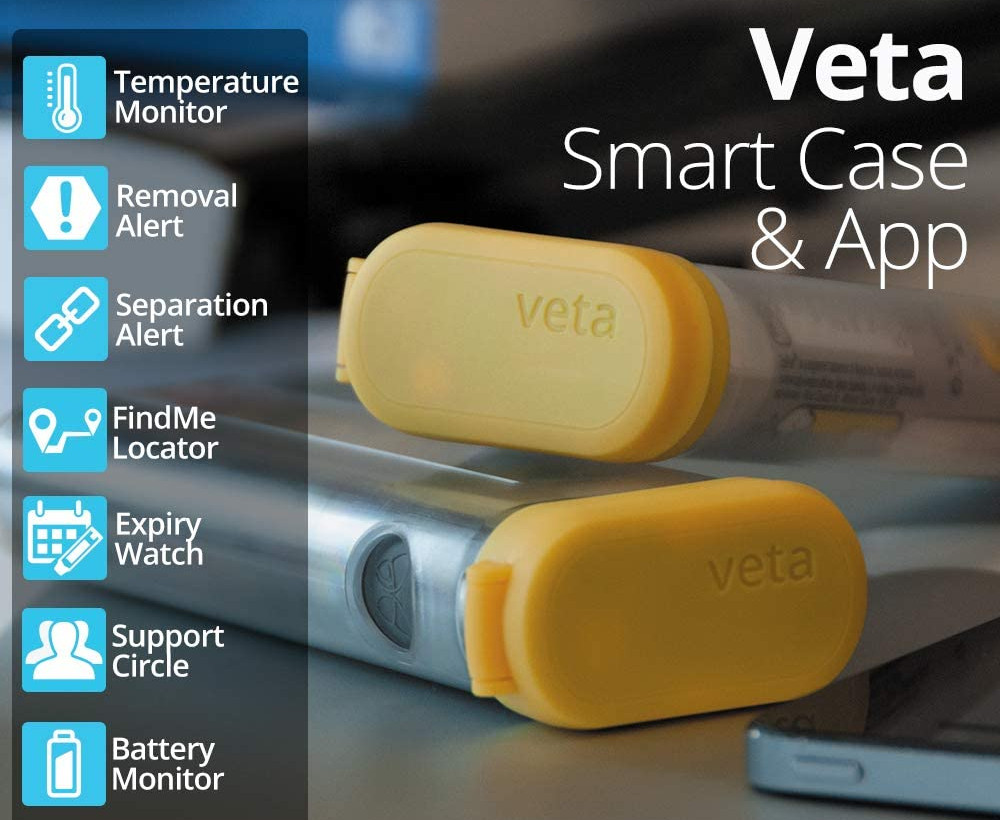 Veta
Smart Case
& App
Temperature
Monitor
Removal
Alert
Separation
Alert
FindMe
Locator
Expiry
Watch
Support
Circle
Battery
Monitor
veta
veta